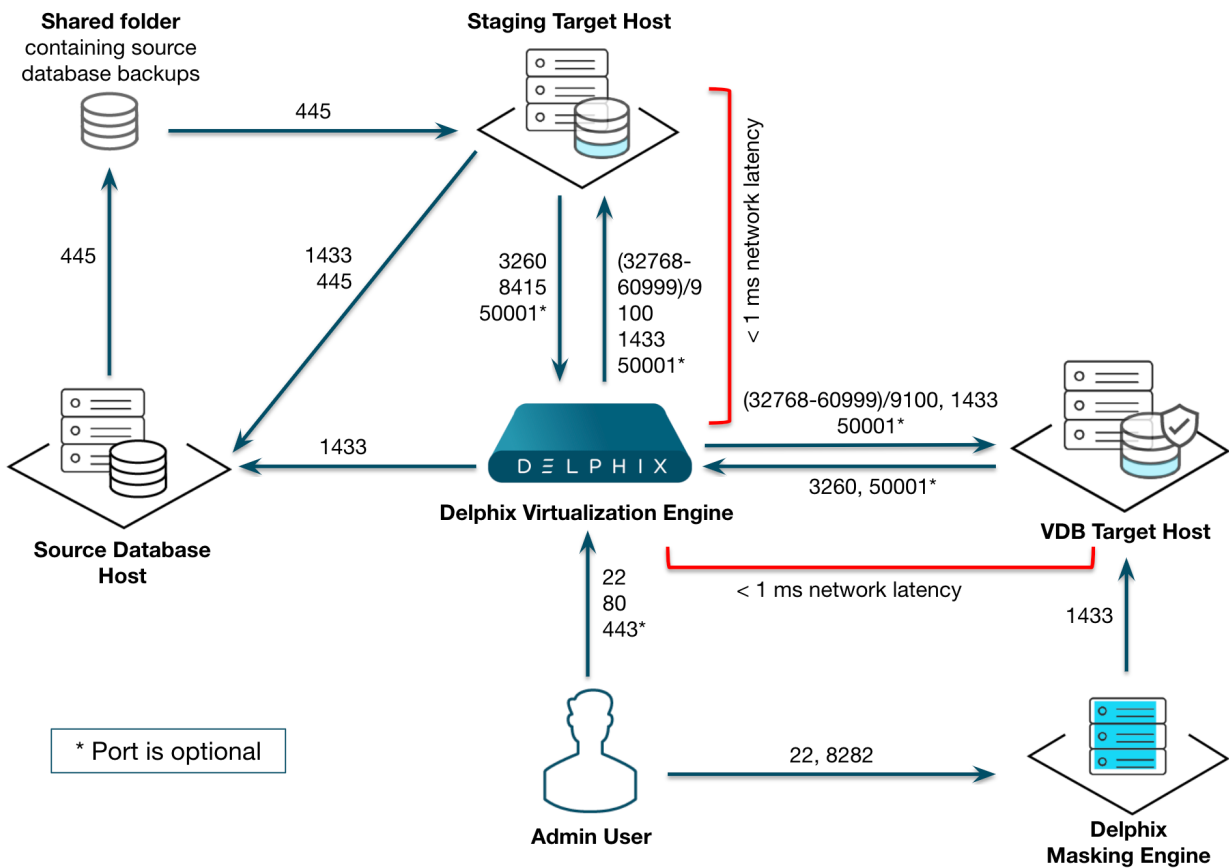 Shared folder
containing source
database backups
Staging Target Host
445
445
1433
445
3260
8415
50001*
(32768-
60999)/9
100
1433
50001*
< 1 ms network latency
(32768-60999)/9100, 1433
50001*
1433
DELPHIX
3260, 50001*
Delphix Virtualization Engine
VDB Target Host
Source Database
Host
22
80
443*
< 1 ms network latency
1433
* Port is optional
22, 8282
Admin User
Delphix
Masking Engine